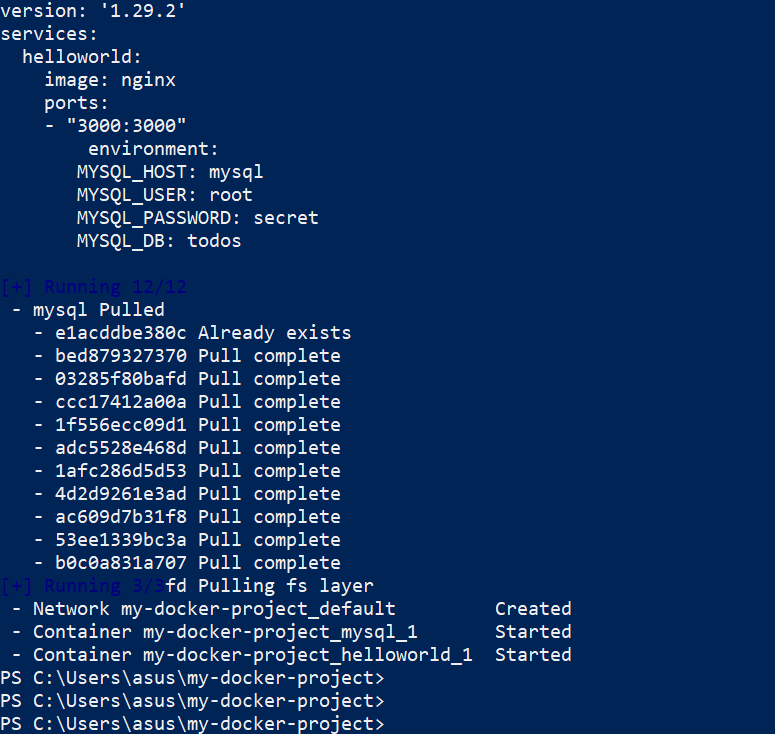 version: '1.29.2'
services:
  helloworld:
    image: nginx
    ports:
    - "3000:3000"
        environment:
       MYSQL_HOST: mysql
       MYSQL_USER: root
       MYSQL_PASSWORD: secret
       MYSQL_DB: todos

[+] Running 12/12
 - mysql Pulled
   - e1acddbe380c Already exists
   - bed879327370 Pull complete
   - 03285f80bafd Pull complete
   - ccc17412a00a Pull complete
   - 1f556ecc09d1 Pull complete
   - adc5528e468d Pull complete
   - 1afc286d5d53 Pull complete
   - 4d2d9261e3ad Pull complete
   - ac609d7b31f8 Pull complete
   - 53ee1339bc3a Pull complete
   - b0c0a831a707 Pull complete
[+] Running 3/3fd Pulling fs layer
 - Network my-docker-project_default         Created
 - Container my-docker-project_mysql_1       Started
 - Container my-docker-project_helloworld_1  Started
PS C:\Users\asus\my-docker-project>
PS C:\Users\asus\my-docker-project>
PS C:\Users\asus\my-docker-project>